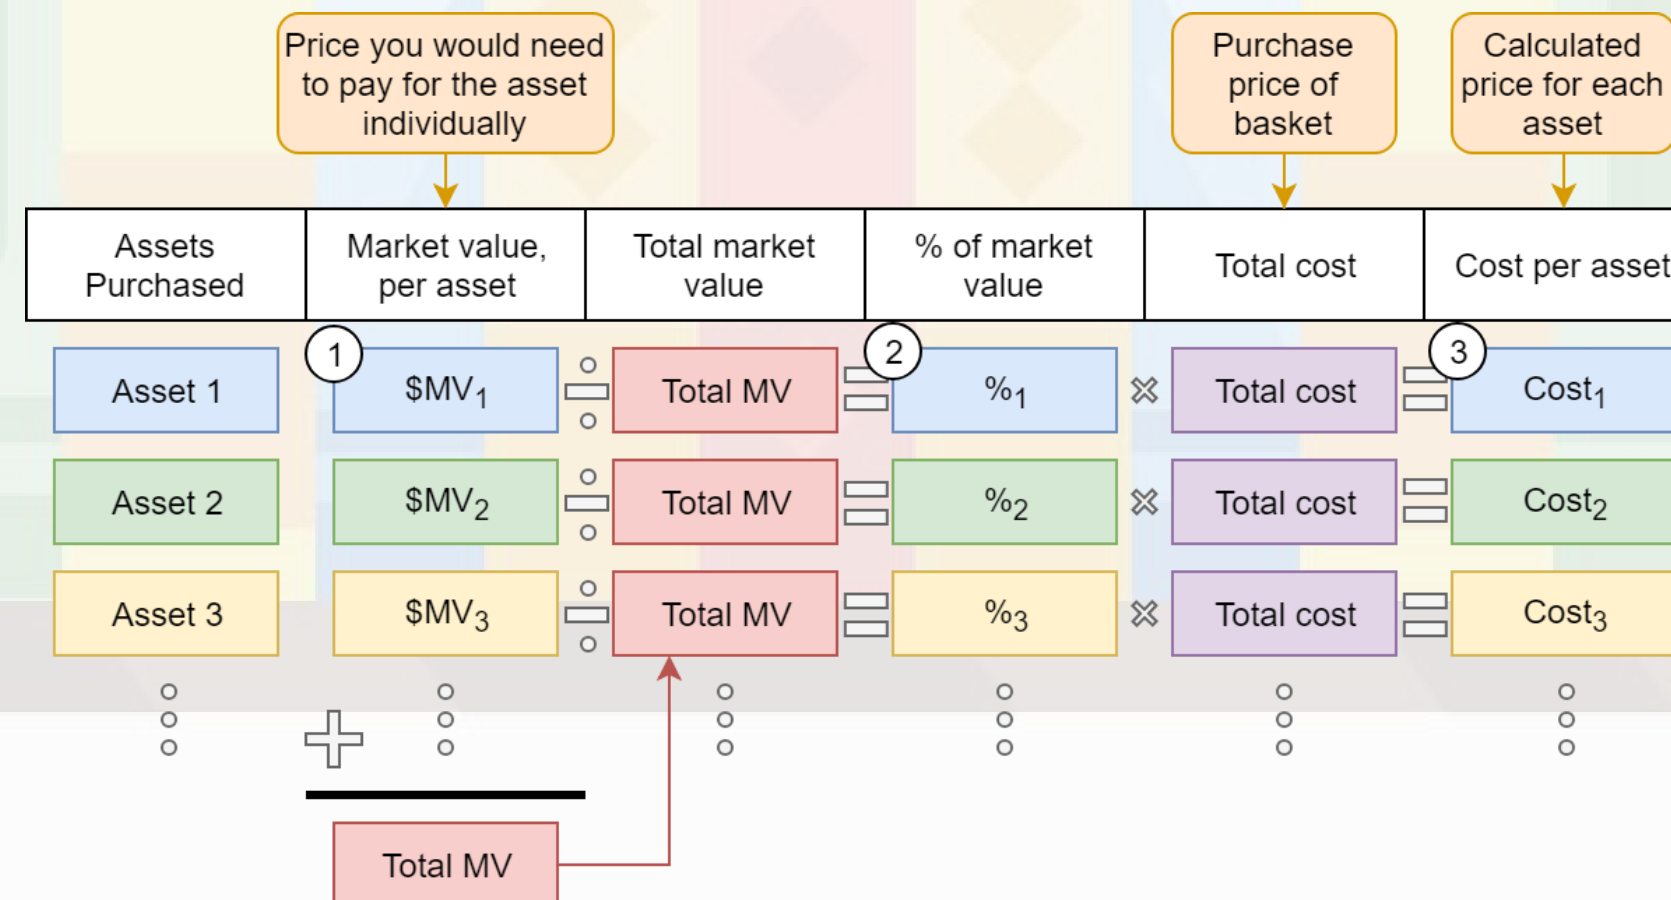 Price you would need
to pay for the asset
individually
Purchase
price of
basket
Calculated
price for each
asset
Assets
Purchased
Market value,
per asset
Total market
value
% of market
value
Total cost
Cost per asset
1
2
3
Asset 1
$MV₁
Total MV
%₁
Total cost
Cost₁
Asset 2
$MV₂
Total MV
%₂
Total cost
Cost₂
Asset 3
$MV₃
Total MV
%₃
Total cost
Cost₃
Total MV